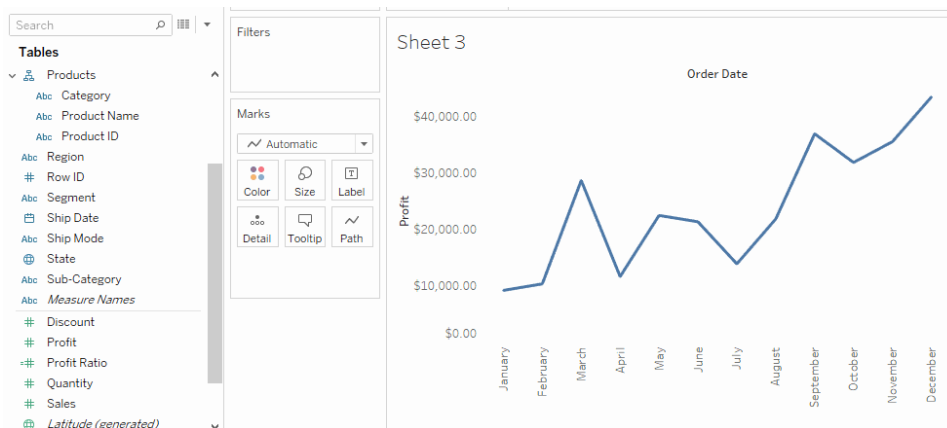 Search
Tables
Products
Abc Category
Abc Product Name
Abc Product ID
Abc Region
# Row ID
Abc Segment
Ship Date
Abc Ship Mode
State
Abc Sub-Category
Abc Measure Names
# Discount
# Profit
=# Profit Ratio
# Quantity
# Sales
Latitude (generated)
Filters
Marks
Automatic
Color
Size
T
Label
Detail
Tooltip
Path
Sheet 3
Order Date
$40,000.00
$30,000.00
$20,000.00
$10,000.00
$0.00
Profit
January
February
March
April
May
June
July
August
September
October
November
December